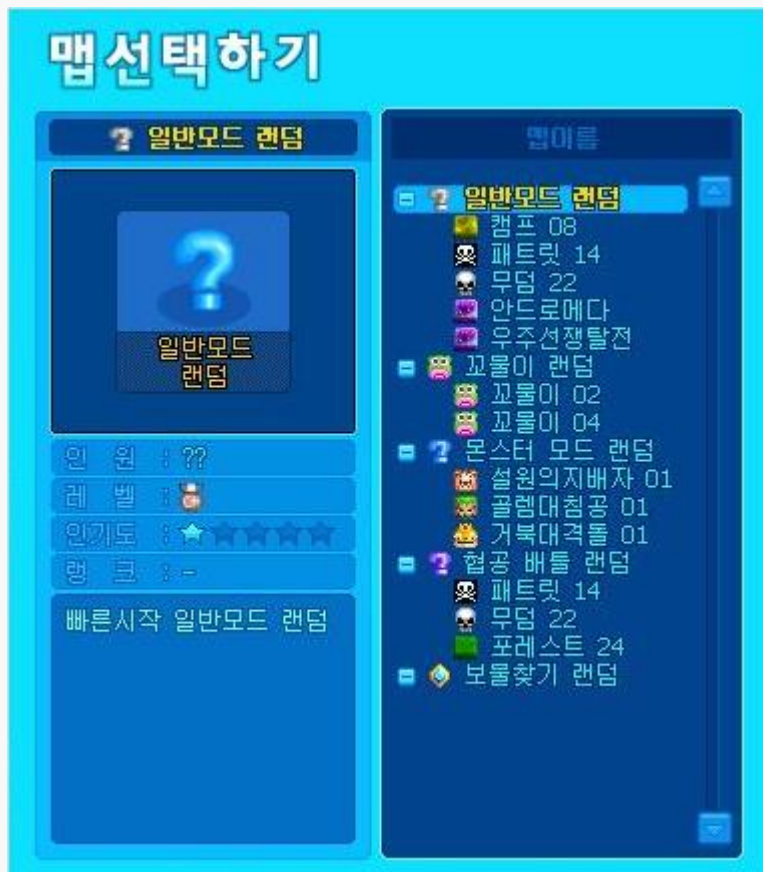 맵선택하기
일반모드 랜덤
일반모드
랜덤
인 원 : ??
레 벨 :
인기도 :
랭 크 : -
빠른시작 일반모드 랜덤
맵이름
일반모드 랜덤
캠프 08
패트릿 14
무덤 22
안드로메다
우주선쟁탈전
꼬물이 랜덤
꼬물이 02
꼬물이 04
몬스터 모드 랜덤
설원의지배자 01
골렘대침공 01
거북대격돌 01
협공 배틀 랜덤
패트릿 14
무덤 22
포레스트 24
보물찾기 랜덤